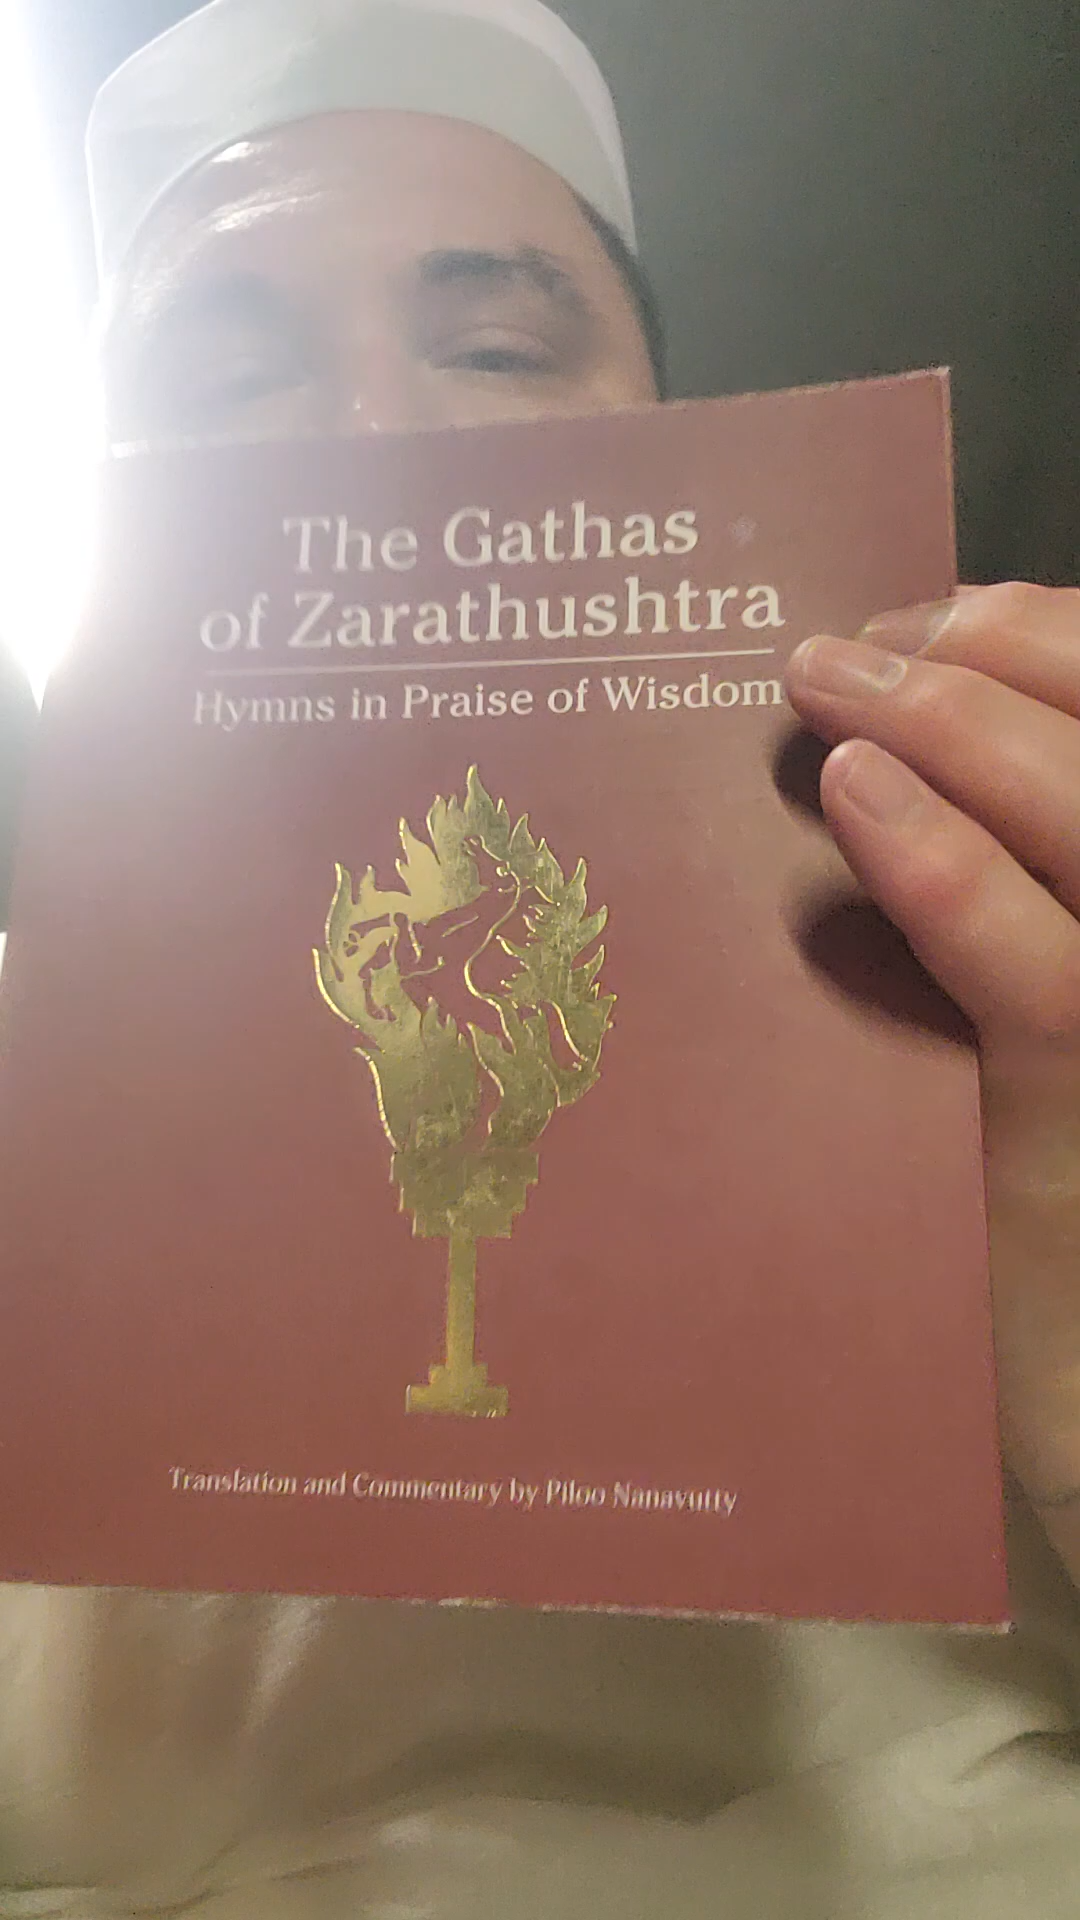 The Gathas
of Zarathushtra
Hymns in Praise of Wisdom
Translation and Commentary by Piloo Nanavutty